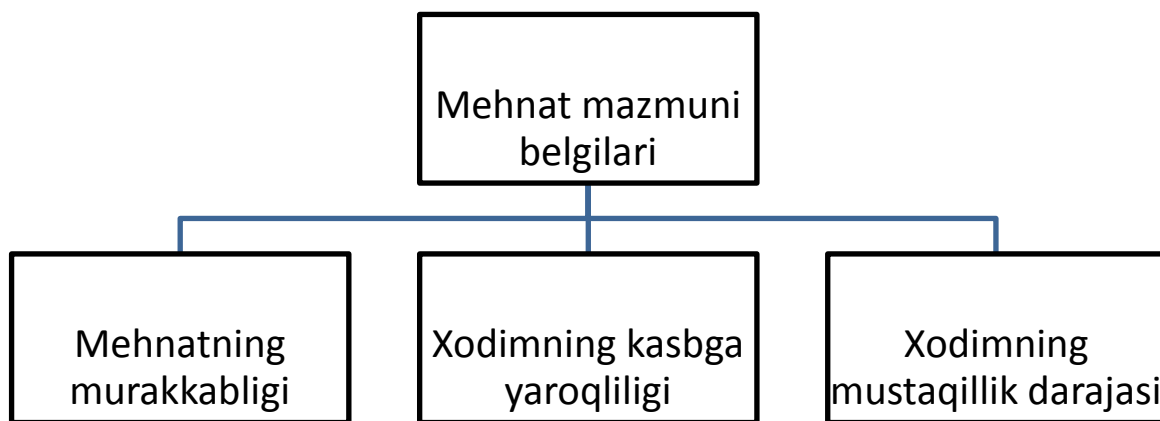 Mehnat mazmuni
belgilari
Mehnatning
murakkabligi
Xodimning kasbga
yaroqliligi
Xodimning
mustaqillik darajasi